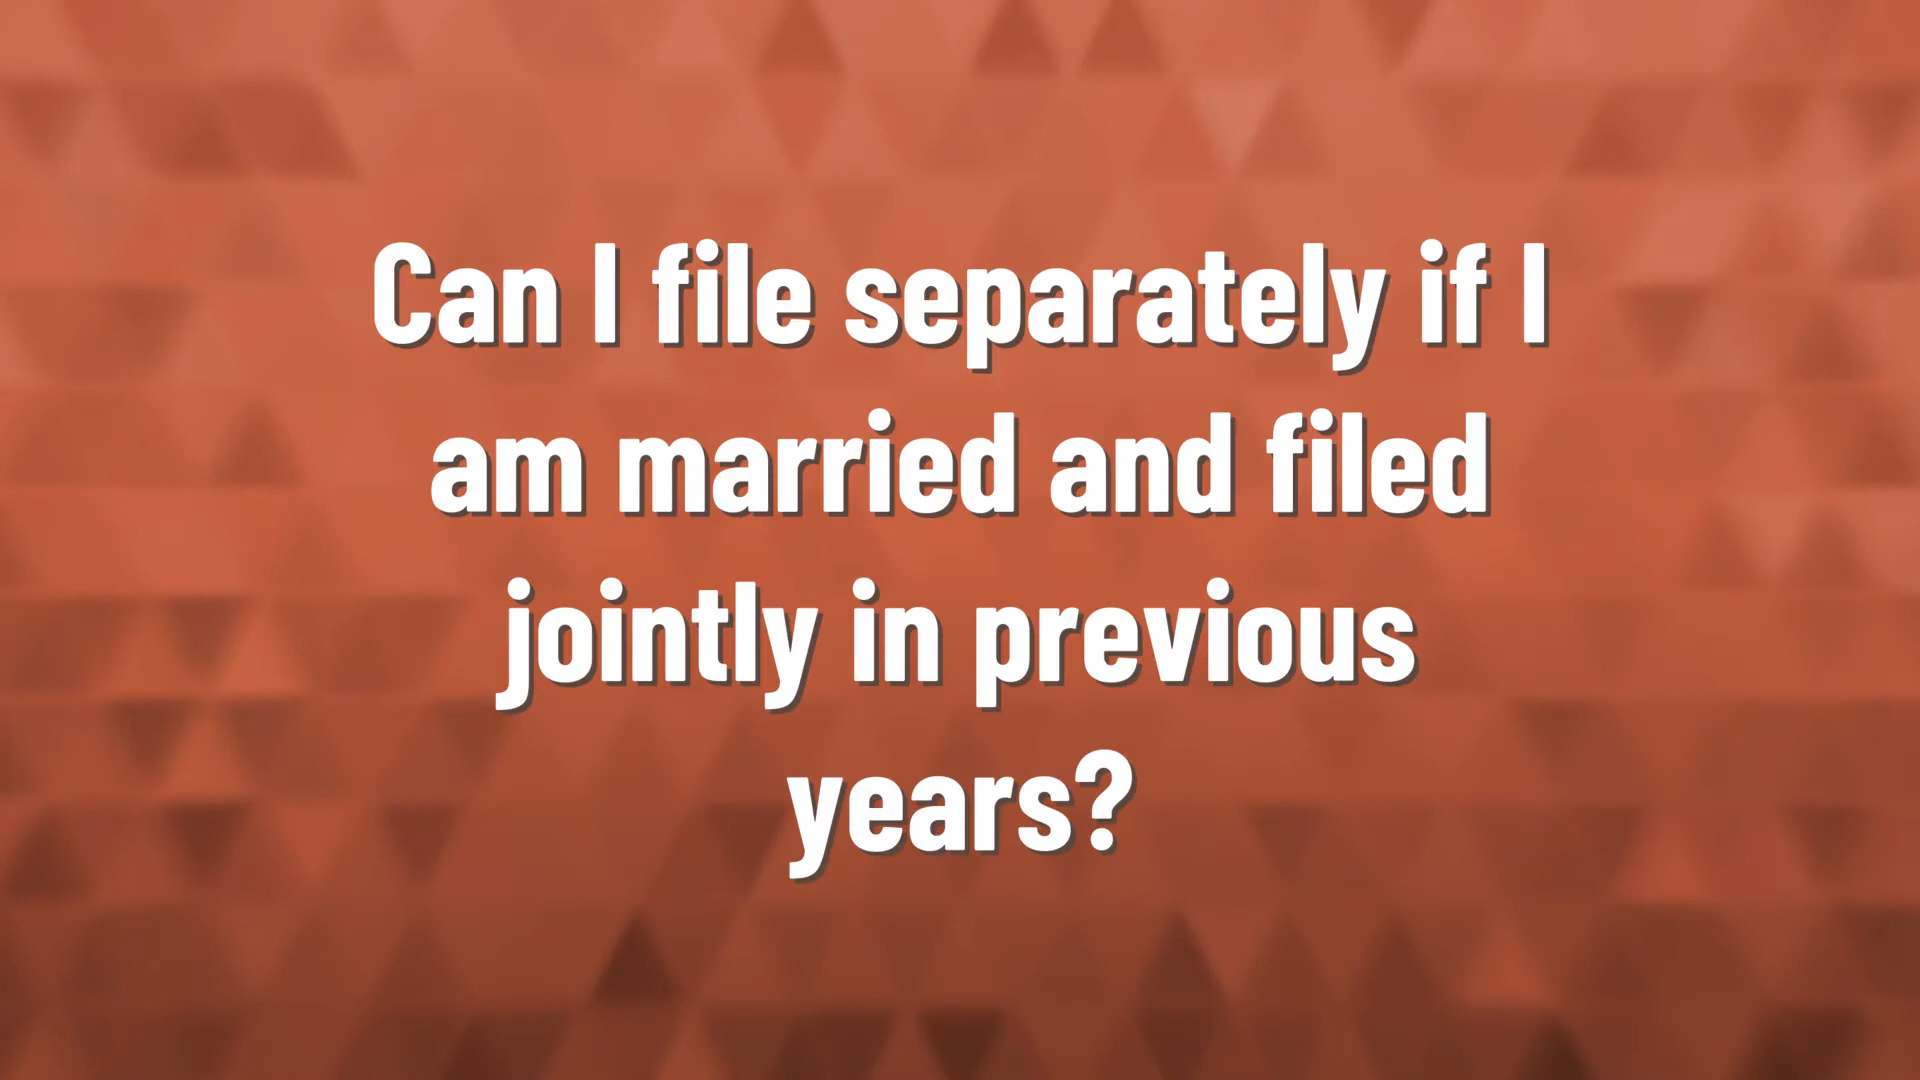 Can I file separately if I
am married and filed
jointly in previous
years?